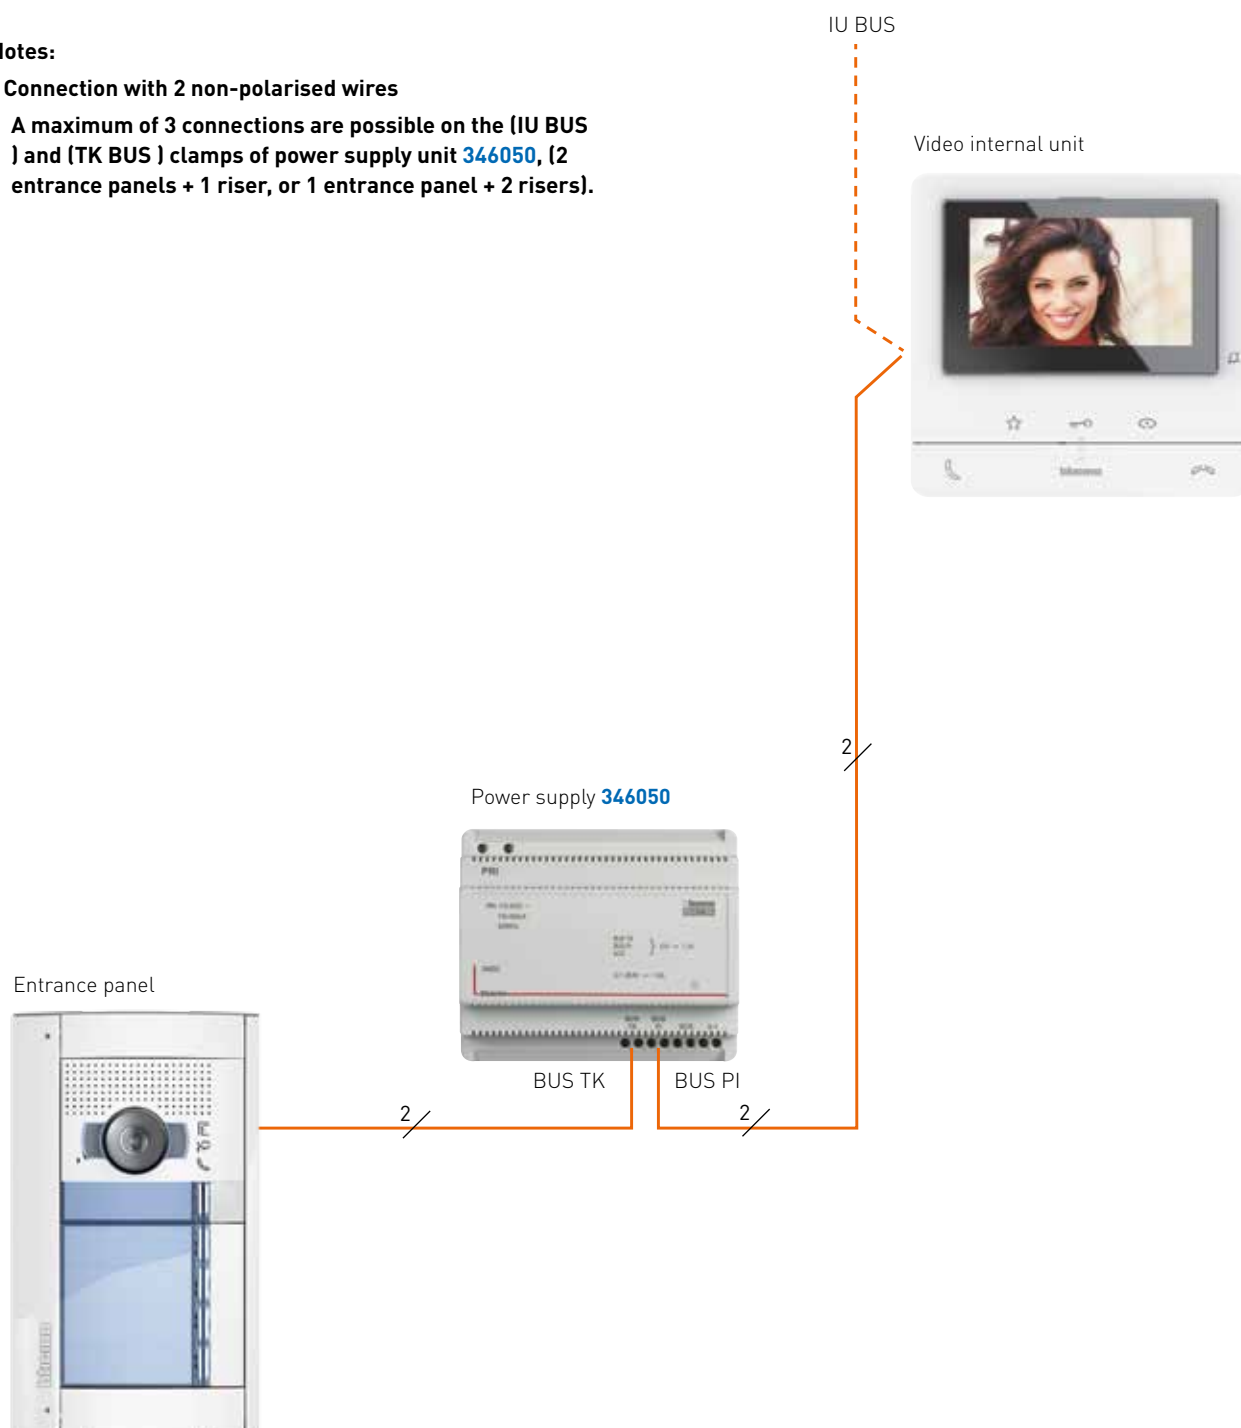 IU BUS
Notes:
Connection with 2 non-polarised wires
A maximum of 3 connections are possible on the (IU BUS
) and (TK BUS ) clamps of power supply unit 346050, (2
entrance panels + 1 riser, or 1 entrance panel + 2 risers).
Video internal unit
2
Power supply 346050
PRI
Entrance panel
BUS TK
BUS PI
2
2